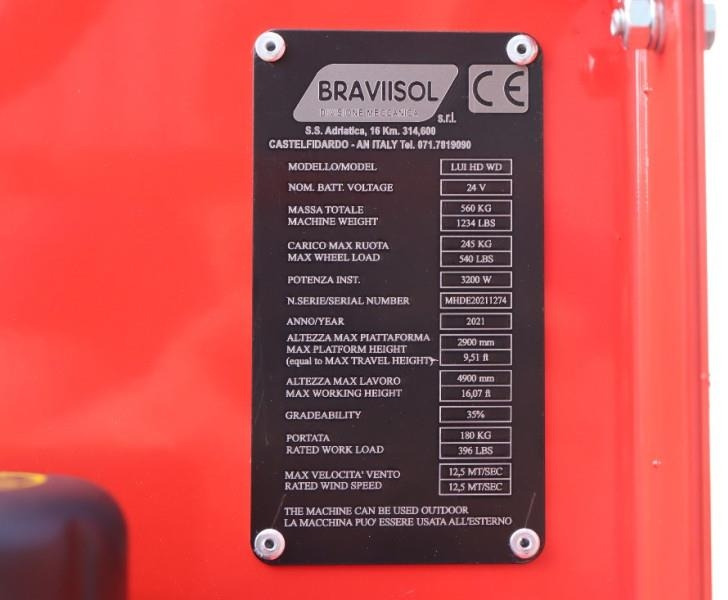 BRAVIISOL
DIVISIONE MECCANICA
s.r.l.
CE
S.S. Adriatica, 16 Km. 314,600
CASTELFIDARDO - AN ITALY Tel. 071.7819090
MODELLO/MODEL LUI HD WD
NOM. BATT. VOLTAGE 24 V
MASSA TOTALE 560 KG
MACHINE WEIGHT 1234 LBS
CARICO MAX RUOTA 245 KG
MAX WHEEL LOAD 540 LBS
POTENZA INST. 3200 W
N.SERIE/SERIAL NUMBER MHDE20211274
ANNO/YEAR 2021
ALTEZZA MAX PIATTAFORMA 2900 mm
MAX PLATFORM HEIGHT 9,51 ft
(equal to MAX TRAVEL HEIGHT)
ALTEZZA MAX LAVORO 4900 mm
MAX WORKING HEIGHT 16,07 ft
GRADEABILITY 35%
PORTATA 180 KG
RATED WORK LOAD 396 LBS
MAX VELOCITA' VENTO 12,5 MT/SEC
RATED WIND SPEED 12,5 MT/SEC
THE MACHINE CAN BE USED OUTDOOR
LA MACCHINA PUO' ESSERE USATA ALL'ESTERNO